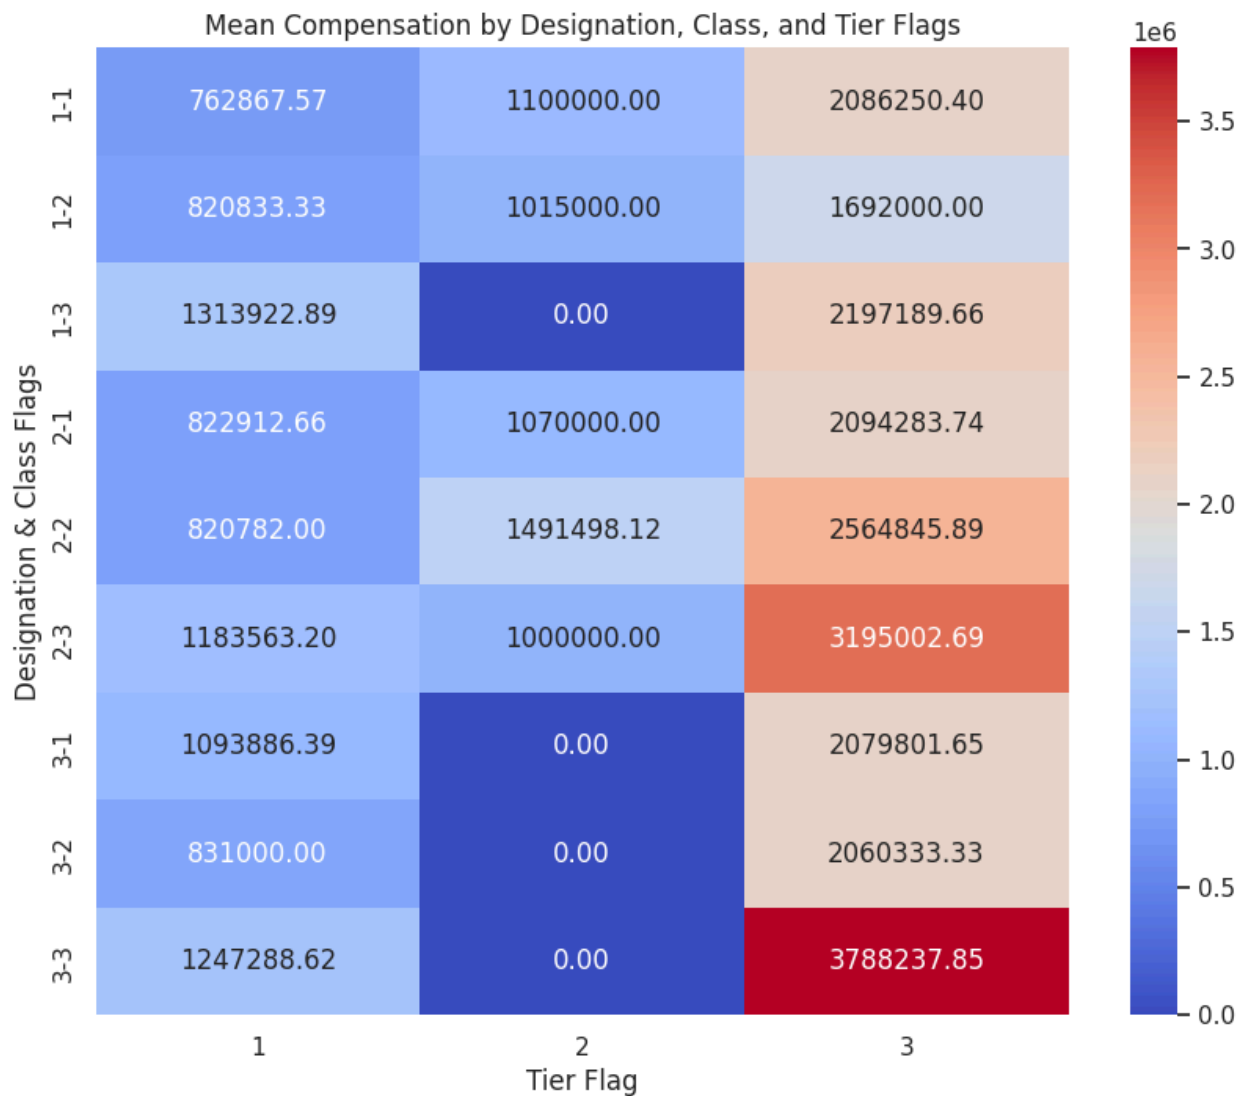 Mean Compensation by Designation, Class, and Tier Flags
1e6
1-1 762867.57 1100000.00 2086250.40
3.5
1-2 820833.33 1015000.00 1692000.00
3.0
1-3 1313922.89 0.00 2197189.66
2.5
2-1 822912.66 1070000.00 2094283.74
2.0
2-2 820782.00 1491498.12 2564845.89
Designation & Class Flags
1.5
2-3 1183563.20 1000000.00 3195002.69
3-1 1093886.39 0.00 2079801.65
1.0
3-2 831000.00 0.00 2060333.33
0.5
3-3 1247288.62 0.00 3788237.85
0.0
1 2 3
Tier Flag